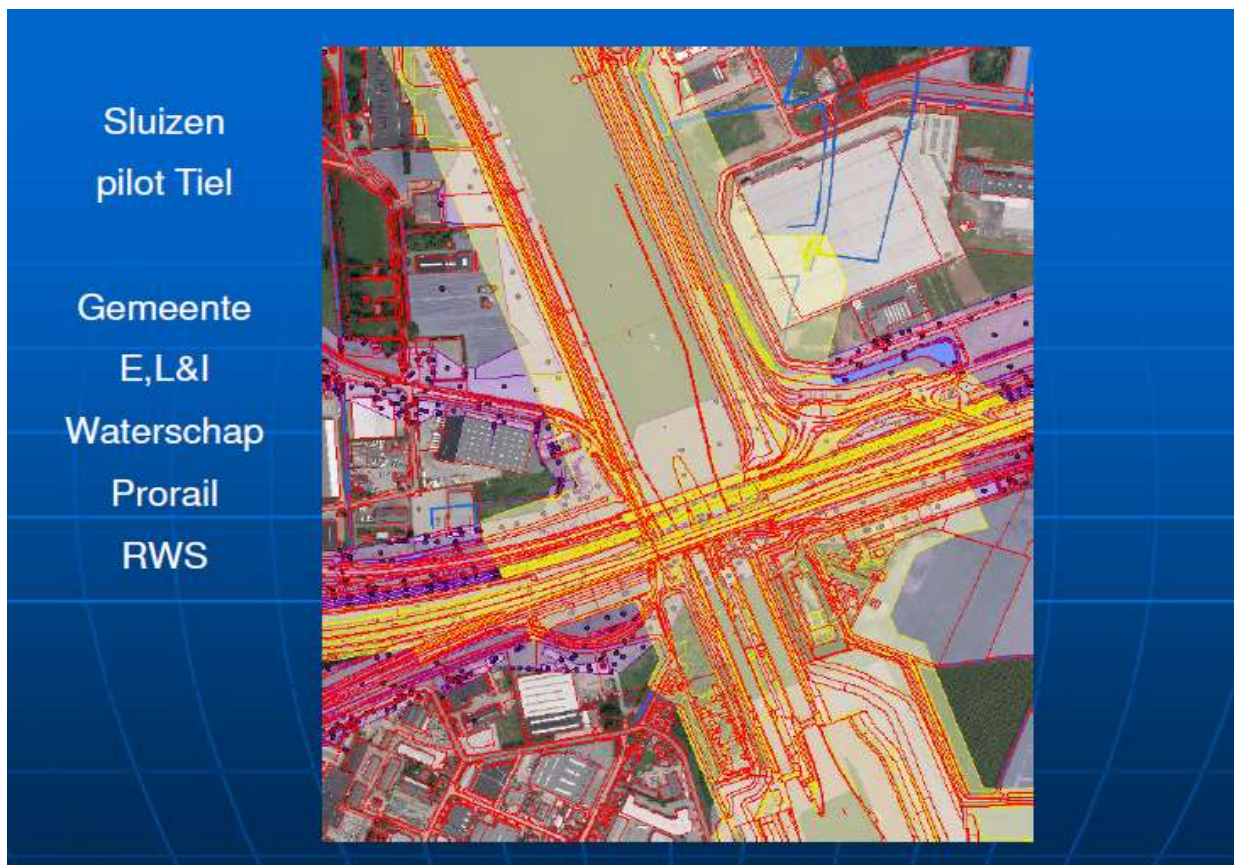 Sluizen
pilot Tiel
Gemeente
E,L&I
Waterschap
Prorail
RWS